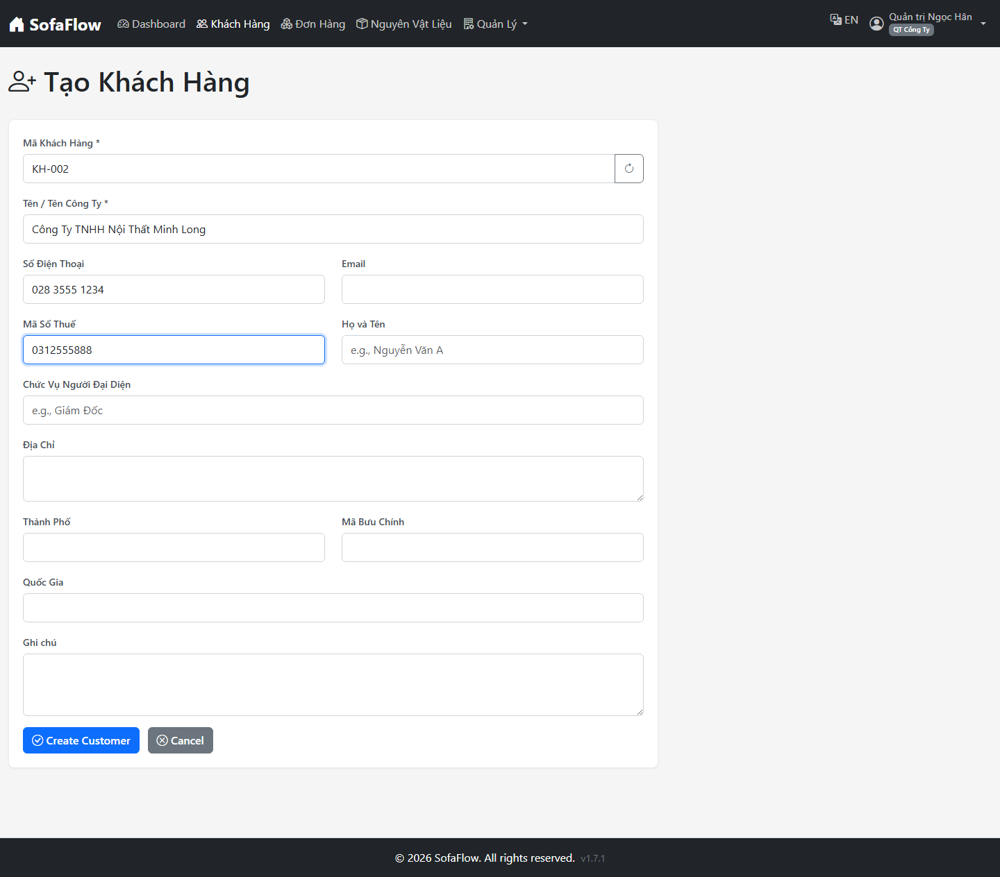 SofaFlow Dashboard Khách Hàng Đơn Hàng Nguyên Vật Liệu Quản Lý EN Quản trị Ngọc Hân
QT Công Ty
Tạo Khách Hàng
Mã Khách Hàng *
KH-002
Tên / Tên Công Ty *
Công Ty TNHH Nội Thất Minh Long
Số Điện Thoại Email
028 3555 1234
Mã Số Thuế Họ và Tên
0312555888 e.g., Nguyễn Văn A
Chức Vụ Người Đại Diện
e.g., Giám Đốc
Địa Chỉ
Thành Phố Mã Bưu Chính
Quốc Gia
Ghi chú
Create Customer Cancel
© 2026 SofaFlow. All rights reserved. v1.7.1